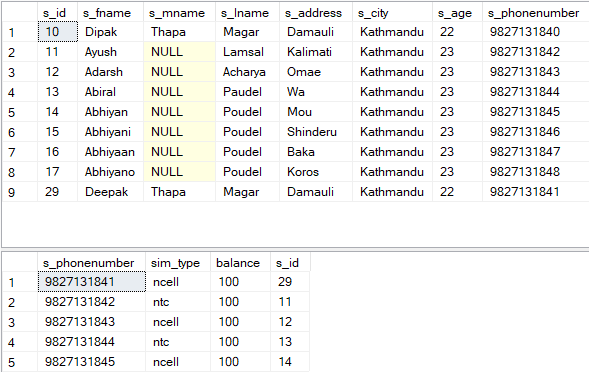 s_id s_fname s_mname s_lname s_address s_city s_age s_phonenumber
1 10 Dipak Thapa Magar Damauli Kathmandu 22 9827131840
2 11 Ayush NULL Lamsal Kalimati Kathmandu 23 9827131842
3 12 Adarsh NULL Acharya Omae Kathmandu 23 9827131843
4 13 Abiral NULL Paudel Wa Kathmandu 23 9827131844
5 14 Abhiyan NULL Poudel Mou Kathmandu 23 9827131845
6 15 Abhiyani NULL Poudel Shinderu Kathmandu 23 9827131846
7 16 Abhiyaan NULL Poudel Baka Kathmandu 23 9827131847
8 17 Abhiyano NULL Poudel Koros Kathmandu 23 9827131848
9 29 Deepak Thapa Magar Damauli Kathmandu 22 9827131841
s_phonenumber sim_type balance s_id
1 9827131841 ncell 100 29
2 9827131842 ntc 100 11
3 9827131843 ncell 100 12
4 9827131844 ntc 100 13
5 9827131845 ncell 100 14